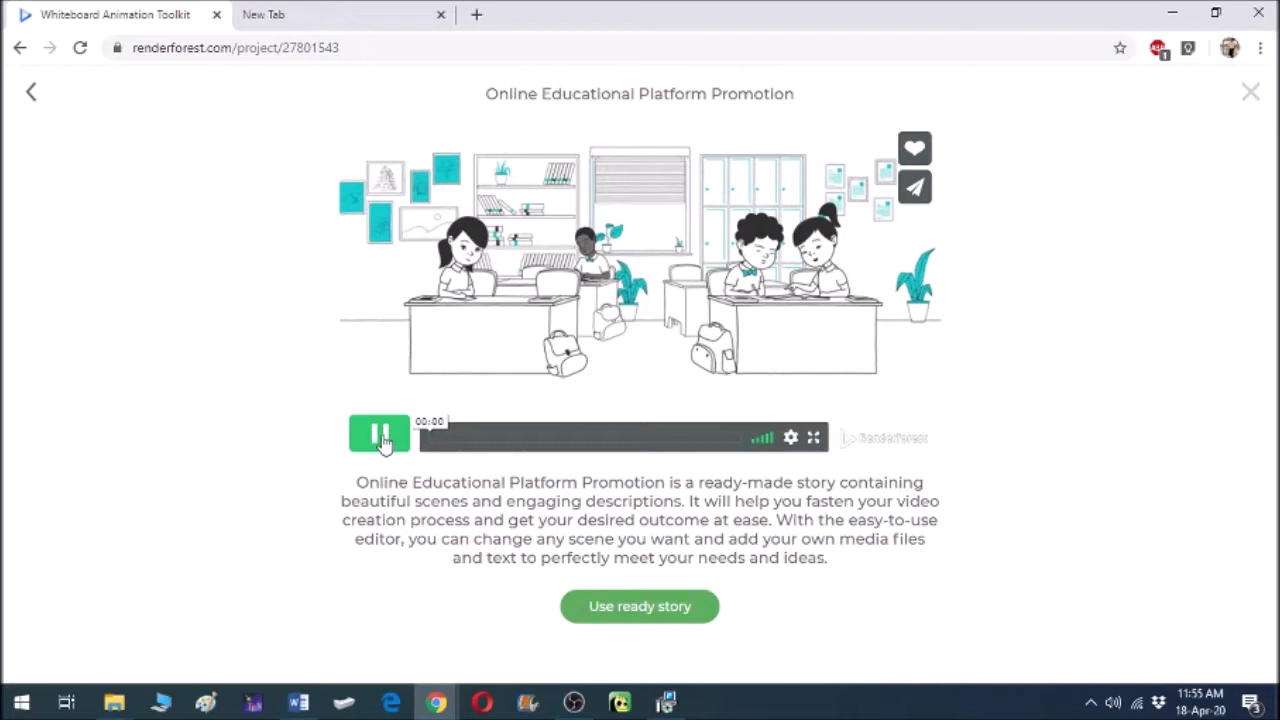 Whiteboard Animation Toolkit
New Tab
renderforest.com/project/27801543
1
Online Educational Platform Promotion
00:00
Renderforest
Online Educational Platform Promotion is a ready-made story containing
beautiful scenes and engaging descriptions. It will help you fasten your video
creation process and get your desired outcome at ease. With the easy-to-use
editor, you can change any scene you want and add your own media files
and text to perfectly meet your needs and ideas.
Use ready story
11:55 AM
18-Apr-20
3